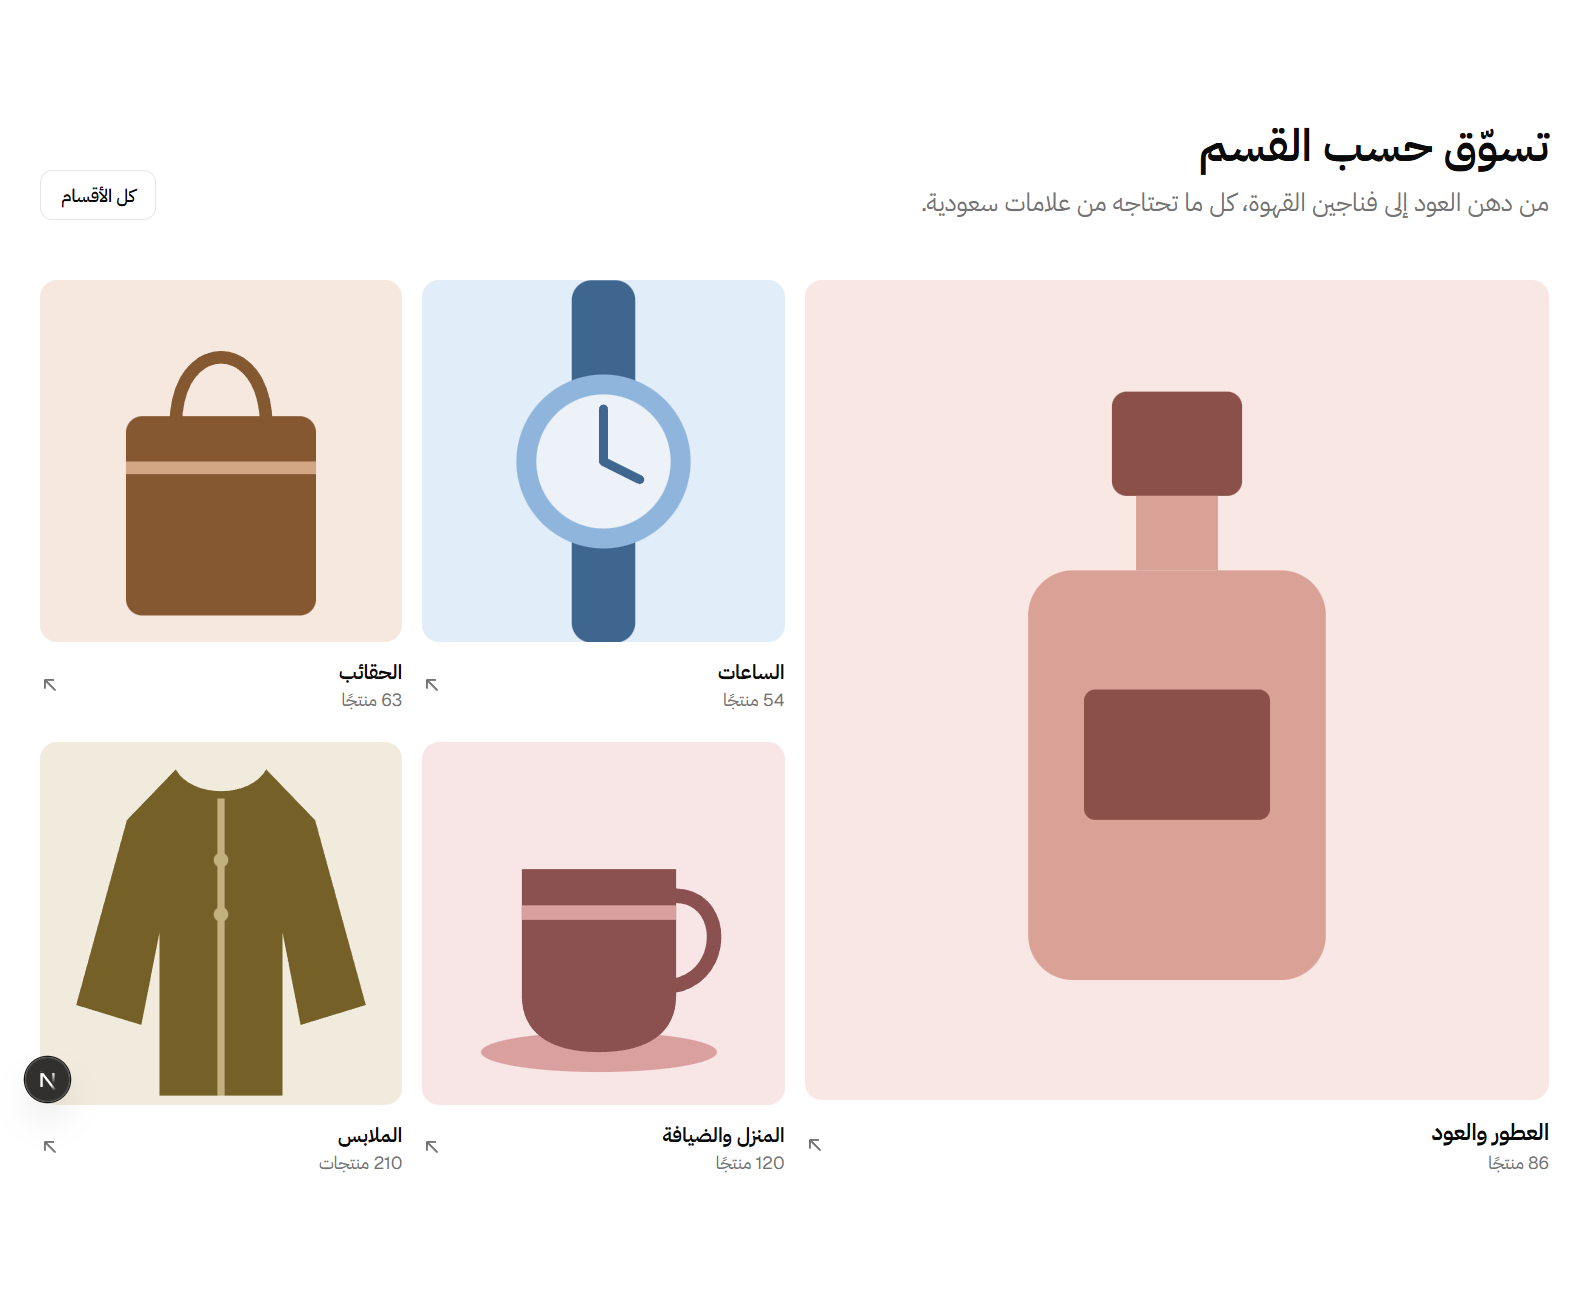 تسوّق حسب القسم
من دهن العود إلى فناجين القهوة، كل ما تحتاجه من علامات سعودية.
كل الأقسام
العطور والعود
86 منتجًا
الساعات
54 منتجًا
الحقائب
63 منتجًا
المنزل والضيافة
120 منتجًا
الملابس
210 منتجات
N